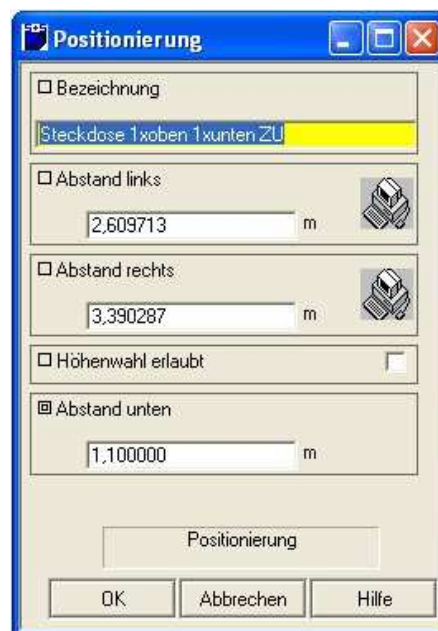 Positionierung
Bezeichnung
Steckdose 1xoben 1xunten ZU
Abstand links
2,609713 m
Abstand rechts
3,390287 m
Höhenwahl erlaubt
Abstand unten
1,100000 m
Positionierung
OK Abbrechen Hilfe